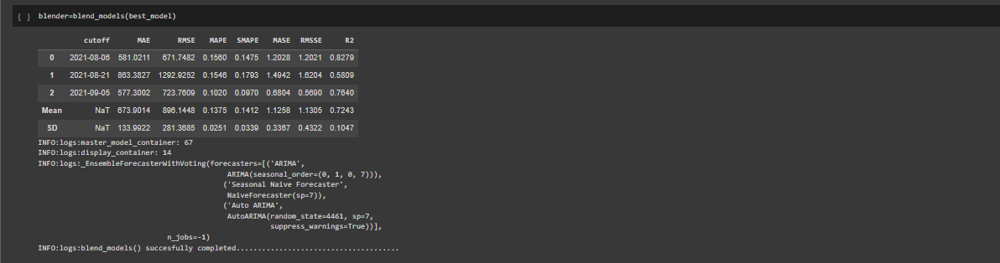 [ ] blender=blend_models(best_model)
cutoff MAE RMSE MAPE SMAPE MASE RMSSE R2
0 2021-08-06 581.0211 671.7482 0.1560 0.1475 1.2028 1.2021 0.8279
1 2021-08-21 863.3827 1292.9252 0.1546 0.1793 1.4942 1.6204 0.5809
2 2021-09-05 577.3002 723.7609 0.1020 0.0970 0.6804 0.5690 0.7640
Mean NaT 673.9014 896.1448 0.1375 0.1412 1.1258 1.1305 0.7243
SD NaT 133.9922 281.3685 0.0251 0.0339 0.3367 0.4322 0.1047
INFO:logs:master_model_container: 67
INFO:logs:display_container: 14
INFO:logs:_EnsembleForecasterWithVoting(forecasters=[('ARIMA',
ARIMA(seasonal_order=(0, 1, 0, 7))),
('Seasonal Naive Forecaster',
NaiveForecaster(sp=7)),
('Auto ARIMA',
AutoARIMA(random_state=4461, sp=7,
suppress_warnings=True))],
n_jobs=-1)
INFO:logs:blend_models() succesfully completed......................................